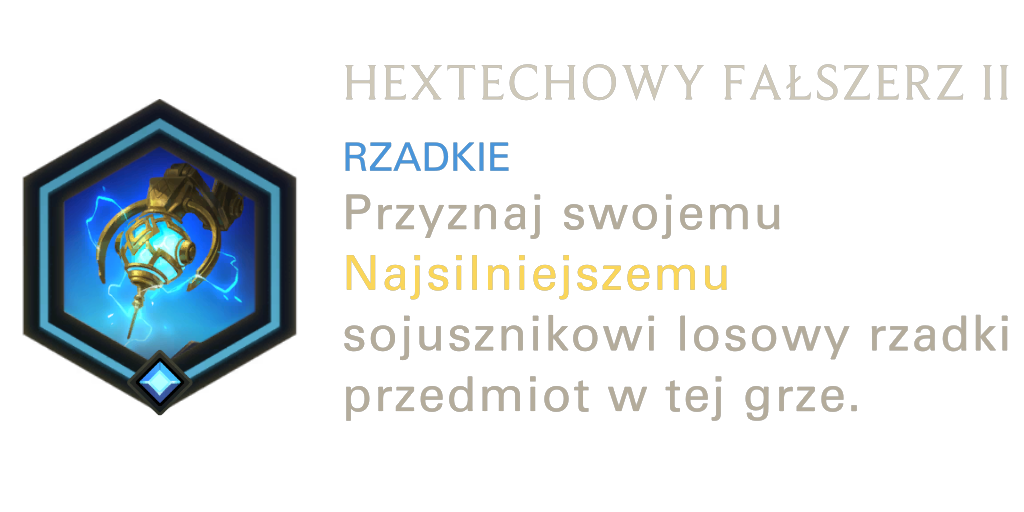 HEXTECHOWY FAŁSZERZ II
RZADKIE
Przyznaj swojemu
Najsilniejszemu
sojusznikowi losowy rzadki
przedmiot w tej grze.